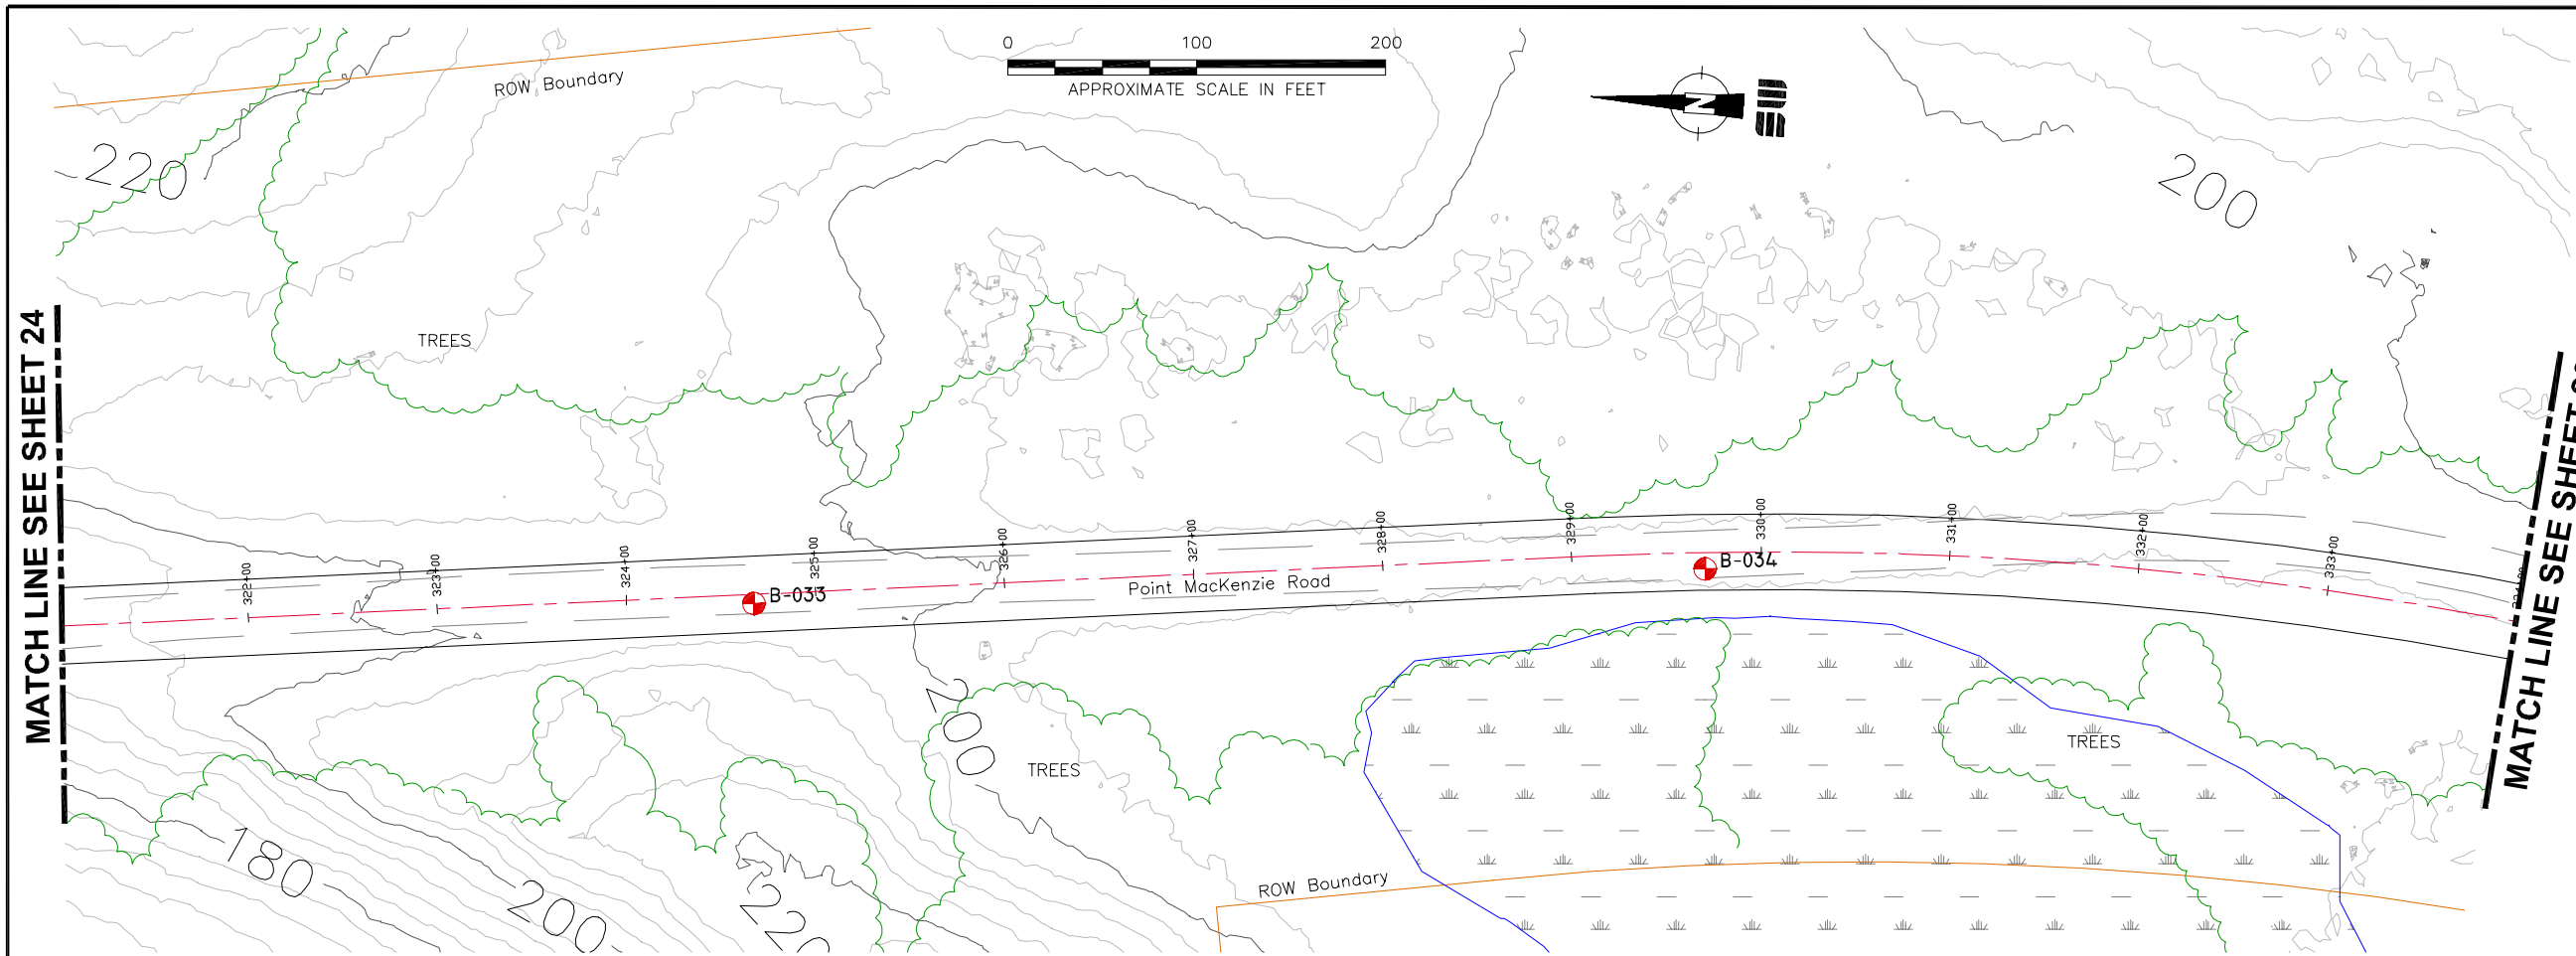 0 100 200
APPROXIMATE SCALE IN FEET
ROW Boundary
N
220
200
MATCH LINE SEE SHEET 24
TREES
322+00
323+00
324+00
325+00
326+00
327+00
328+00
329+00
330+00
331+00
332+00
333+00
B-033
B-034
Point MacKenzie Road
MATCH LINE SEE SHEET
200
TREES
TREES
180
200
220
ROW Boundary